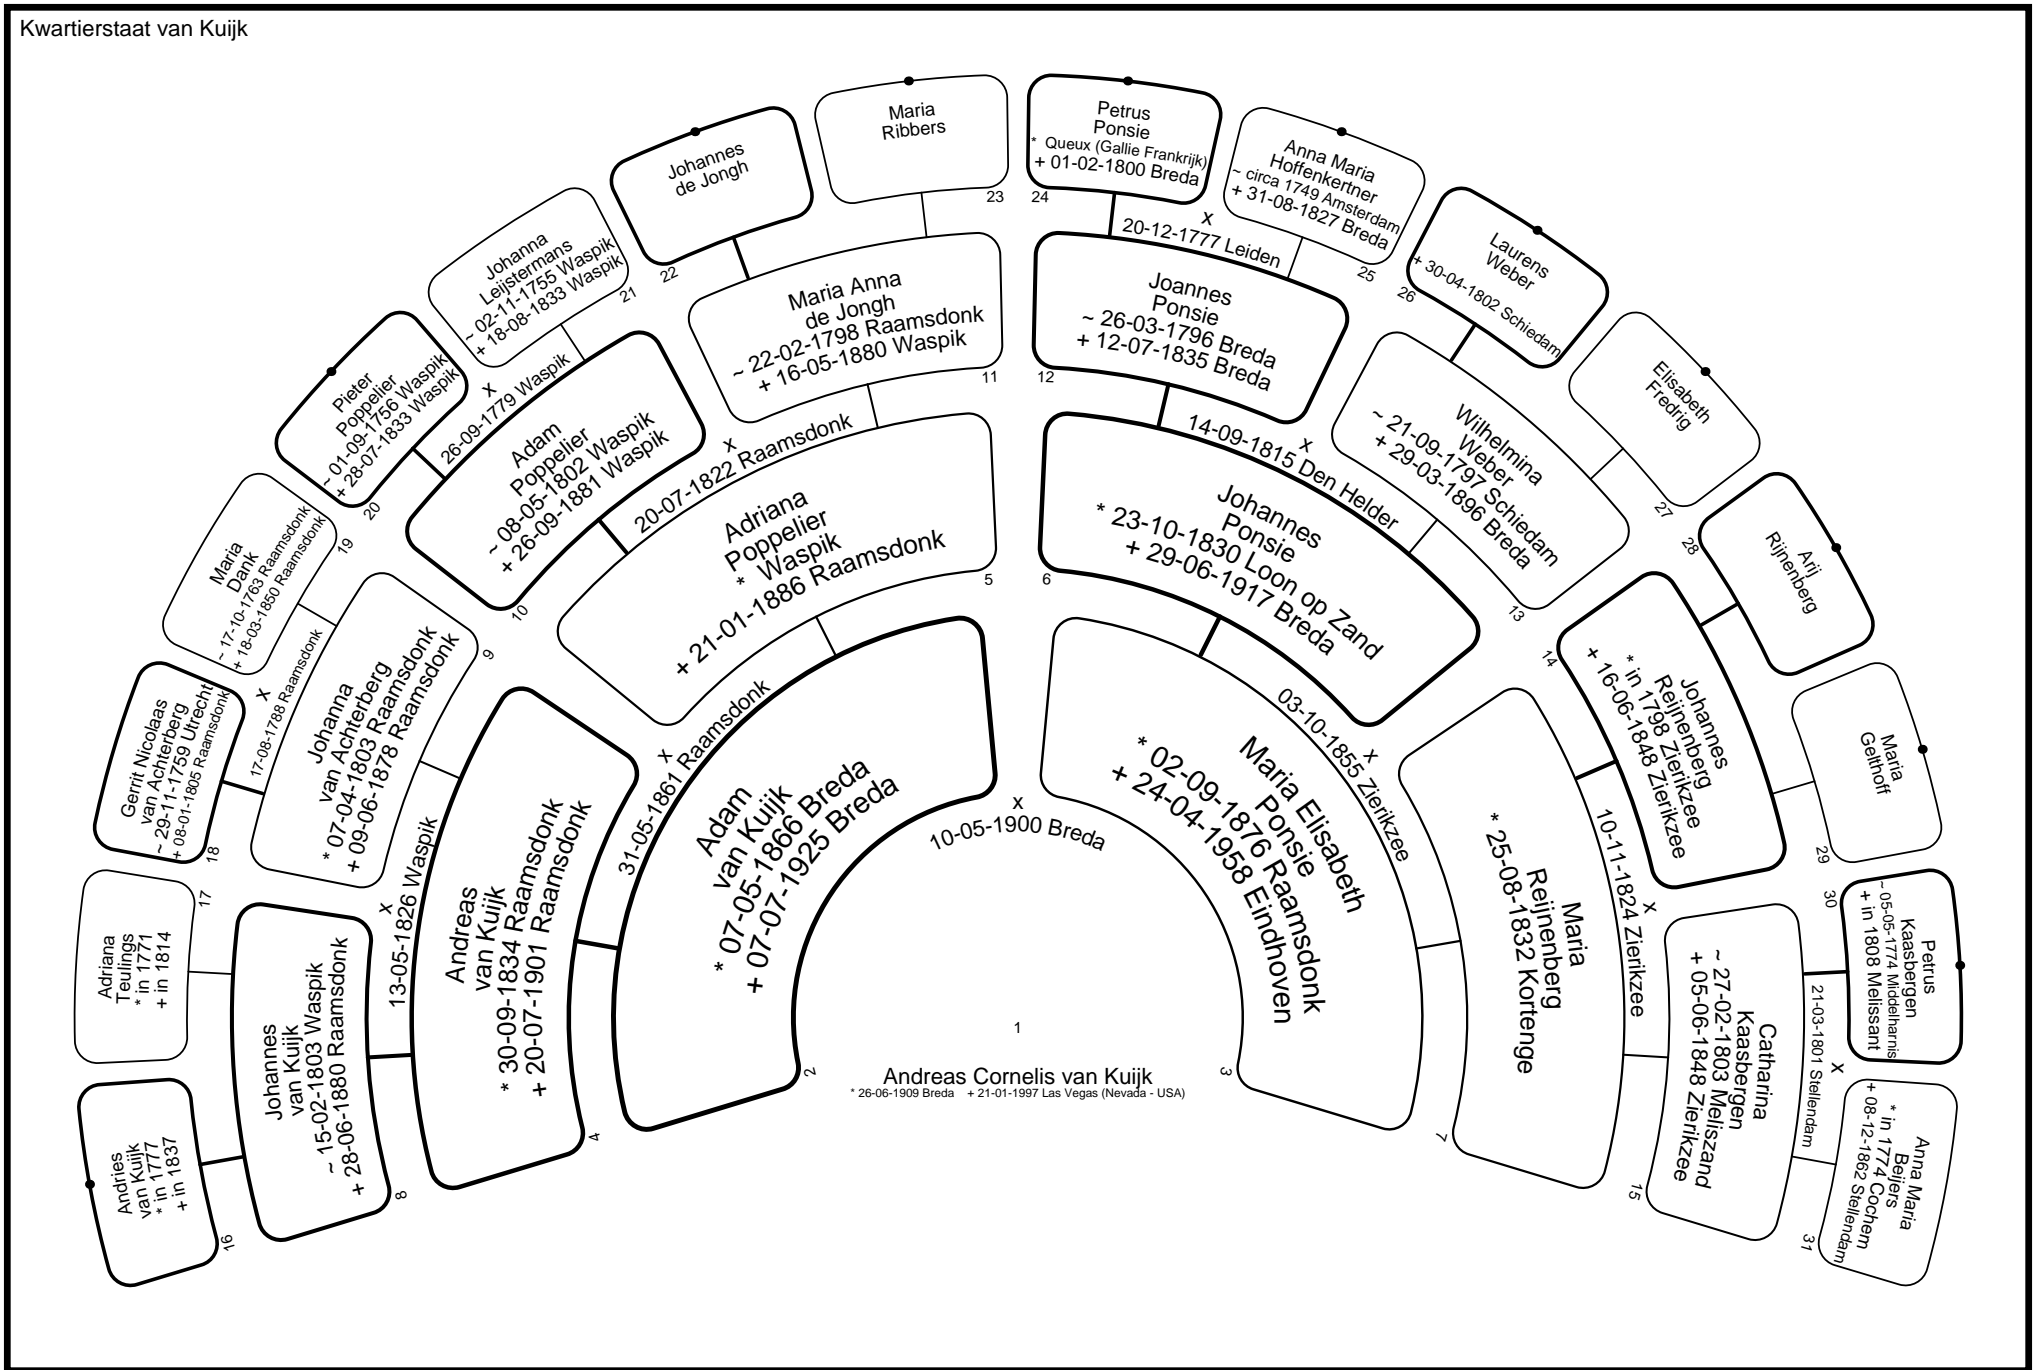 Kwartierstaat van Kuijk
1
Andreas Cornelis van Kuijk
* 26-06-1909 Breda + 21-01-1997 Las Vegas (Nevada - USA)
x
10-05-1900 Breda
Adam
van Kuijk
* 07-05-1866 Breda
+ 07-07-1925 Breda
2
Maria Elisabeth
Ponsie
* 02-09-1876 Raamsdonk
+ 24-04-1958 Eindhoven
3
x
31-05-1861 Raamsdonk
Andreas
van Kuijk
* 30-09-1834 Raamsdonk
+ 20-07-1901 Raamsdonk
4
Adriana
Poppelier
* Waspik
+ 21-01-1886 Raamsdonk
5
x
03-10-1855 Zierikzee
Johannes
Ponsie
* 23-10-1830 Loon op Zand
+ 29-06-1917 Breda
6
Maria
Reijnenberg
* 25-08-1832 Kortenge
7
x
13-05-1826 Waspik
Johannes
van Kuijk
~ 15-02-1803 Waspik
+ 28-06-1880 Raamsdonk
8
Johanna
van Achterberg
* 07-04-1803 Raamsdonk
+ 09-06-1878 Raamsdonk
9
x
20-07-1822 Raamsdonk
Adam
Poppelier
~ 08-05-1802 Waspik
+ 26-09-1881 Waspik
10
Maria Anna
de Jongh
~ 22-02-1798 Raamsdonk
+ 16-05-1880 Waspik
11
x
14-09-1815 Den Helder
Joannes
Ponsie
~ 26-03-1796 Breda
+ 12-07-1835 Breda
12
Wilhelmina
Weber
~ 21-09-1797 Schiedam
+ 29-03-1896 Breda
13
x
10-11-1824 Zierikzee
Johannes
Reijnenberg
* in 1798 Zierikzee
+ 16-06-1848 Zierikzee
14
Catharina
Kaasbergen
~ 27-02-1803 Meliszand
+ 05-06-1848 Zierikzee
15
Andries
van Kuijk
* in 1777
+ in 1837
16
Adriana
Teulings
* in 1771
+ in 1814
17
x
17-08-1788 Raamsdonk
Gerrit Nicolaas
van Achterberg
~ 29-11-1759 Utrecht
+ 08-01-1805 Raamsdonk
18
Maria
Dank
~ 17-10-1763 Raamsdonk
+ 18-03-1850 Raamsdonk
19
x
26-09-1779 Waspik
Pieter
Poppelier
~ 01-09-1756 Waspik
+ 28-07-1833 Waspik
20
Johanna
Leijstermans
~ 02-11-1755 Waspik
+ 18-08-1833 Waspik
21
Johannes
de Jongh
22
Maria
Ribbers
23
x
20-12-1777 Leiden
Petrus
Ponsie
* Queux (Gallie Frankrijk)
+ 01-02-1800 Breda
24
Anna Maria
Hoffenkertner
~ circa 1749 Amsterdam
+ 31-08-1827 Breda
25
Laurens
Weber
+ 30-04-1802 Schiedam
26
Elisabeth
Fredrig
27
Arij
Rijnenberg
28
Maria
Gelthoff
29
x
21-03-1801 Stellendam
Petrus
Kaasbergen
~ 05-05-1774 Middelharnis
+ in 1808 Melissant
30
Anna Maria
Beijers
* in 1774 Cochem
+ 08-12-1862 Stellendam
31